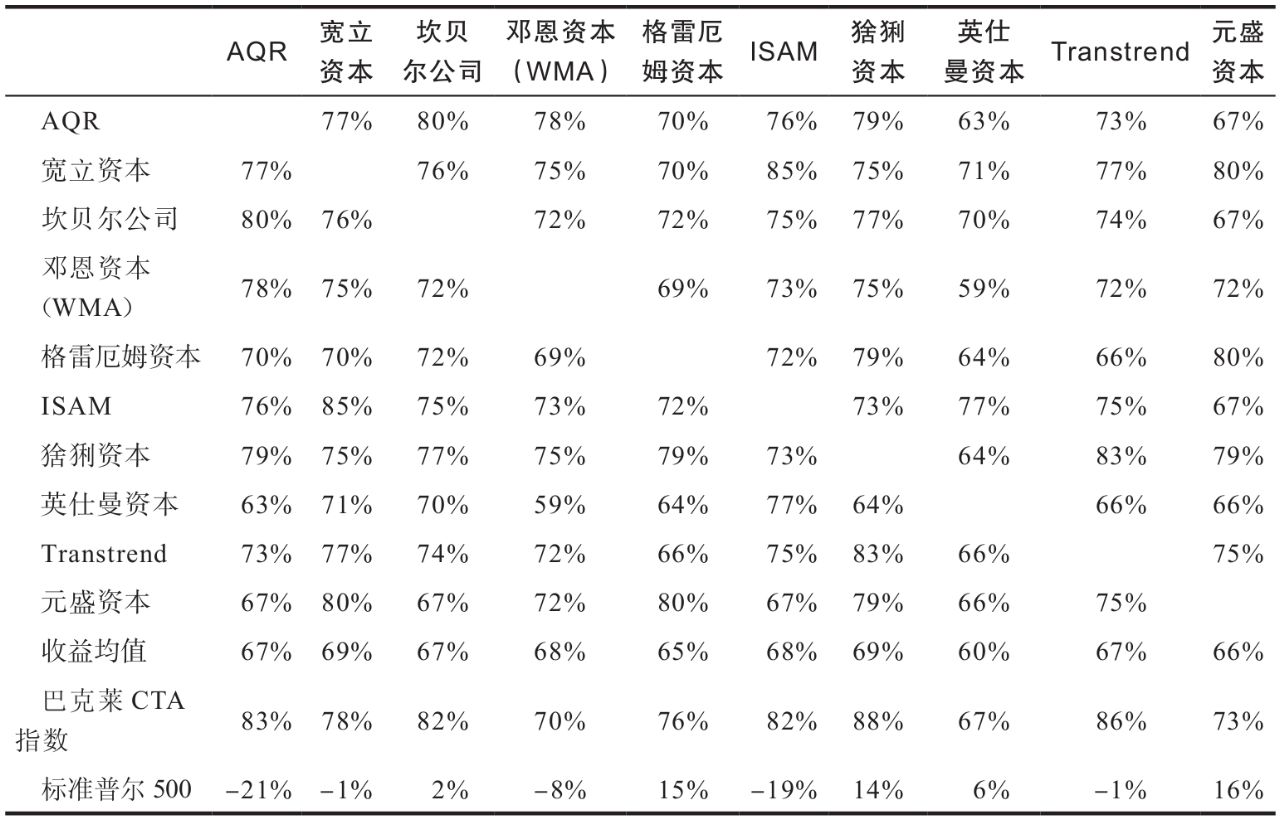 AQR 宽立资本 坎贝尔公司 邓恩资本（WMA） 格雷厄姆资本 ISAM 猞猁资本 英仕曼资本 Transtrend 元盛资本
AQR 77% 80% 78% 70% 76% 79% 63% 73% 67%
宽立资本 77% 76% 75% 70% 85% 75% 71% 77% 80%
坎贝尔公司 80% 76% 72% 72% 75% 77% 70% 74% 67%
邓恩资本(WMA) 78% 75% 72% 69% 73% 75% 59% 72% 72%
格雷厄姆资本 70% 70% 72% 69% 72% 79% 64% 66% 80%
ISAM 76% 85% 75% 73% 72% 73% 77% 75% 67%
猞猁资本 79% 75% 77% 75% 79% 73% 64% 83% 79%
英仕曼资本 63% 71% 70% 59% 64% 77% 64% 66% 66%
Transtrend 73% 77% 74% 72% 66% 75% 83% 66% 75%
元盛资本 67% 80% 67% 72% 80% 67% 79% 66% 75%
收益均值 67% 69% 67% 68% 65% 68% 69% 60% 67% 66%
巴克莱 CTA 指数 83% 78% 82% 70% 76% 82% 88% 67% 86% 73%
标准普尔 500 –21% –1% 2% –8% 15% –19% 14% 6% –1% 16%